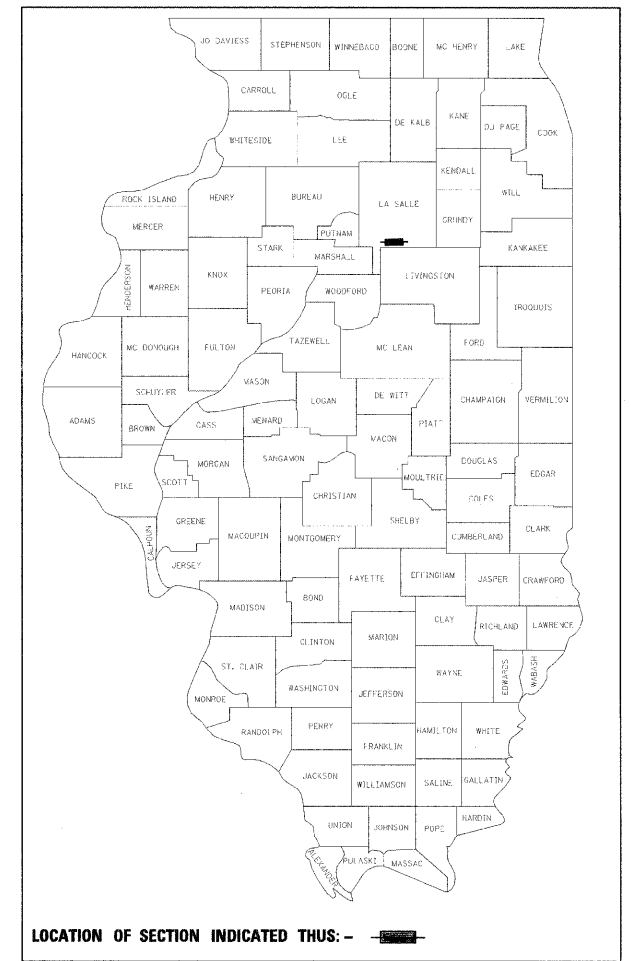 JO DAVIESS
STEPHENSON
WINNEBAGO
BOONE
MC HENRY
LAKE
CARROLL
OGLE
DE KALB
KANE
DU PAGE
COOK
WHITESIDE
LEE
KENDALL
WILL
ROCK ISLAND
HENRY
BUREAU
LA SALLE
GRUNDY
MERCER
PUTNAM
STARK
MARSHALL
KANKAKEE
HENDERSON
WARREN
KNOX
PEORIA
WOODFORD
LIVINGSTON
IROQUOIS
HANCOCK
MC DONOUGH
FULTON
TAZEWELL
MC LEAN
FORD
SCHUYLER
MASON
LOGAN
DE WITT
CHAMPAIGN
VERMILION
ADAMS
BROWN
CASS
MENARD
PIATT
MACON
PIKE
SCOTT
MORGAN
SANGAMON
CHRISTIAN
MOULTRIE
DOUGLAS
EDGAR
COLES
SHELBY
GREENE
MACOUPIN
MONTGOMERY
CUMBERLAND
CLARK
CALHOUN
JERSEY
FAYETTE
EFFINGHAM
JASPER
CRAWFORD
MADISON
BOND
CLAY
RICHLAND
LAWRENCE
CLINTON
MARION
ST. CLAIR
WAYNE
EDWARDS
WABASH
WASHINGTON
JEFFERSON
MONROE
RANDOLPH
PERRY
HAMILTON
WHITE
FRANKLIN
JACKSON
WILLIAMSON
SALINE
GALLATIN
UNION
JOHNSON
POPE
HARDIN
ALEXANDER
PULASKI
MASSAC
LOCATION OF SECTION INDICATED THUS: -